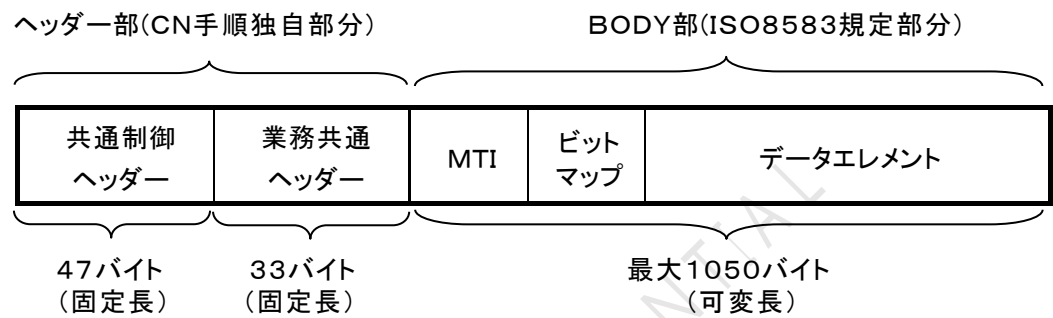 ヘッダー部(CN手順独自部分)
BODY部(ISO8583規定部分)
共通制御
ヘッダー
業務共通
ヘッダー
MTI
ビット
マップ
データエレメント
47バイト
(固定長)
33バイト
(固定長)
最大1050バイト
(可変長)
NTIAL